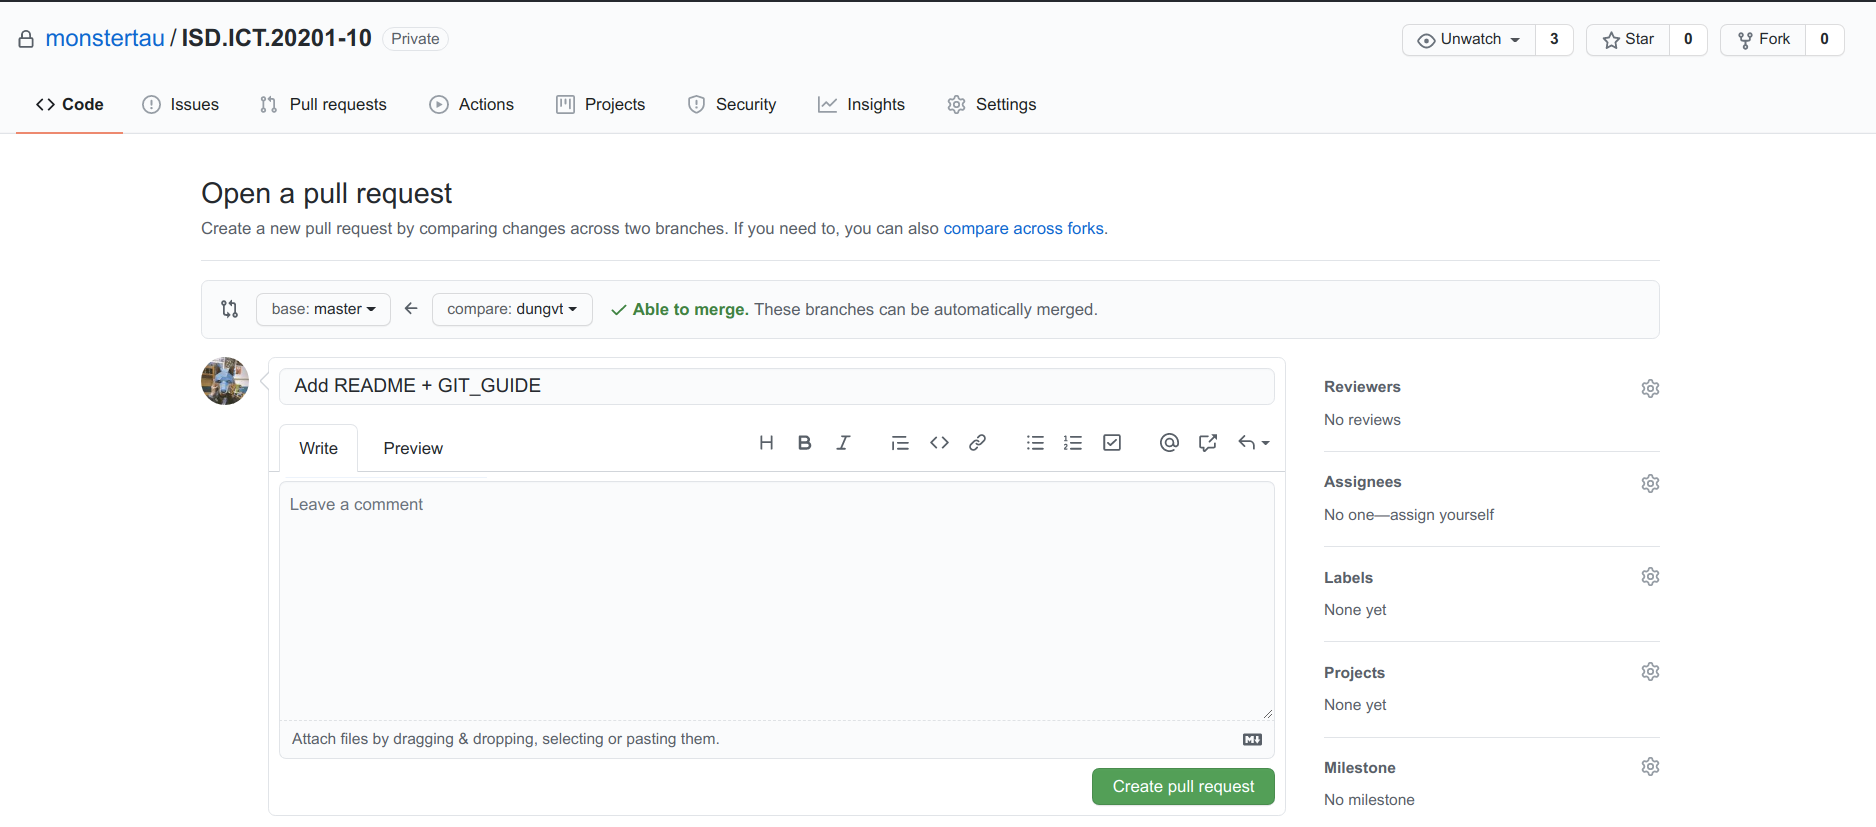 monstertau / ISD.ICT.20201-10 Private
Unwatch 3 Star 0 Fork 0
Code Issues Pull requests Actions Projects Security Insights Settings
Open a pull request
Create a new pull request by comparing changes across two branches. If you need to, you can also compare across forks.
base: master compare: dungvt Able to merge. These branches can be automatically merged.
Add README + GIT_GUIDE
Write Preview
Leave a comment
Attach files by dragging & dropping, selecting or pasting them.
Create pull request
Reviewers
No reviews
Assignees
No one—assign yourself
Labels
None yet
Projects
None yet
Milestone
No milestone